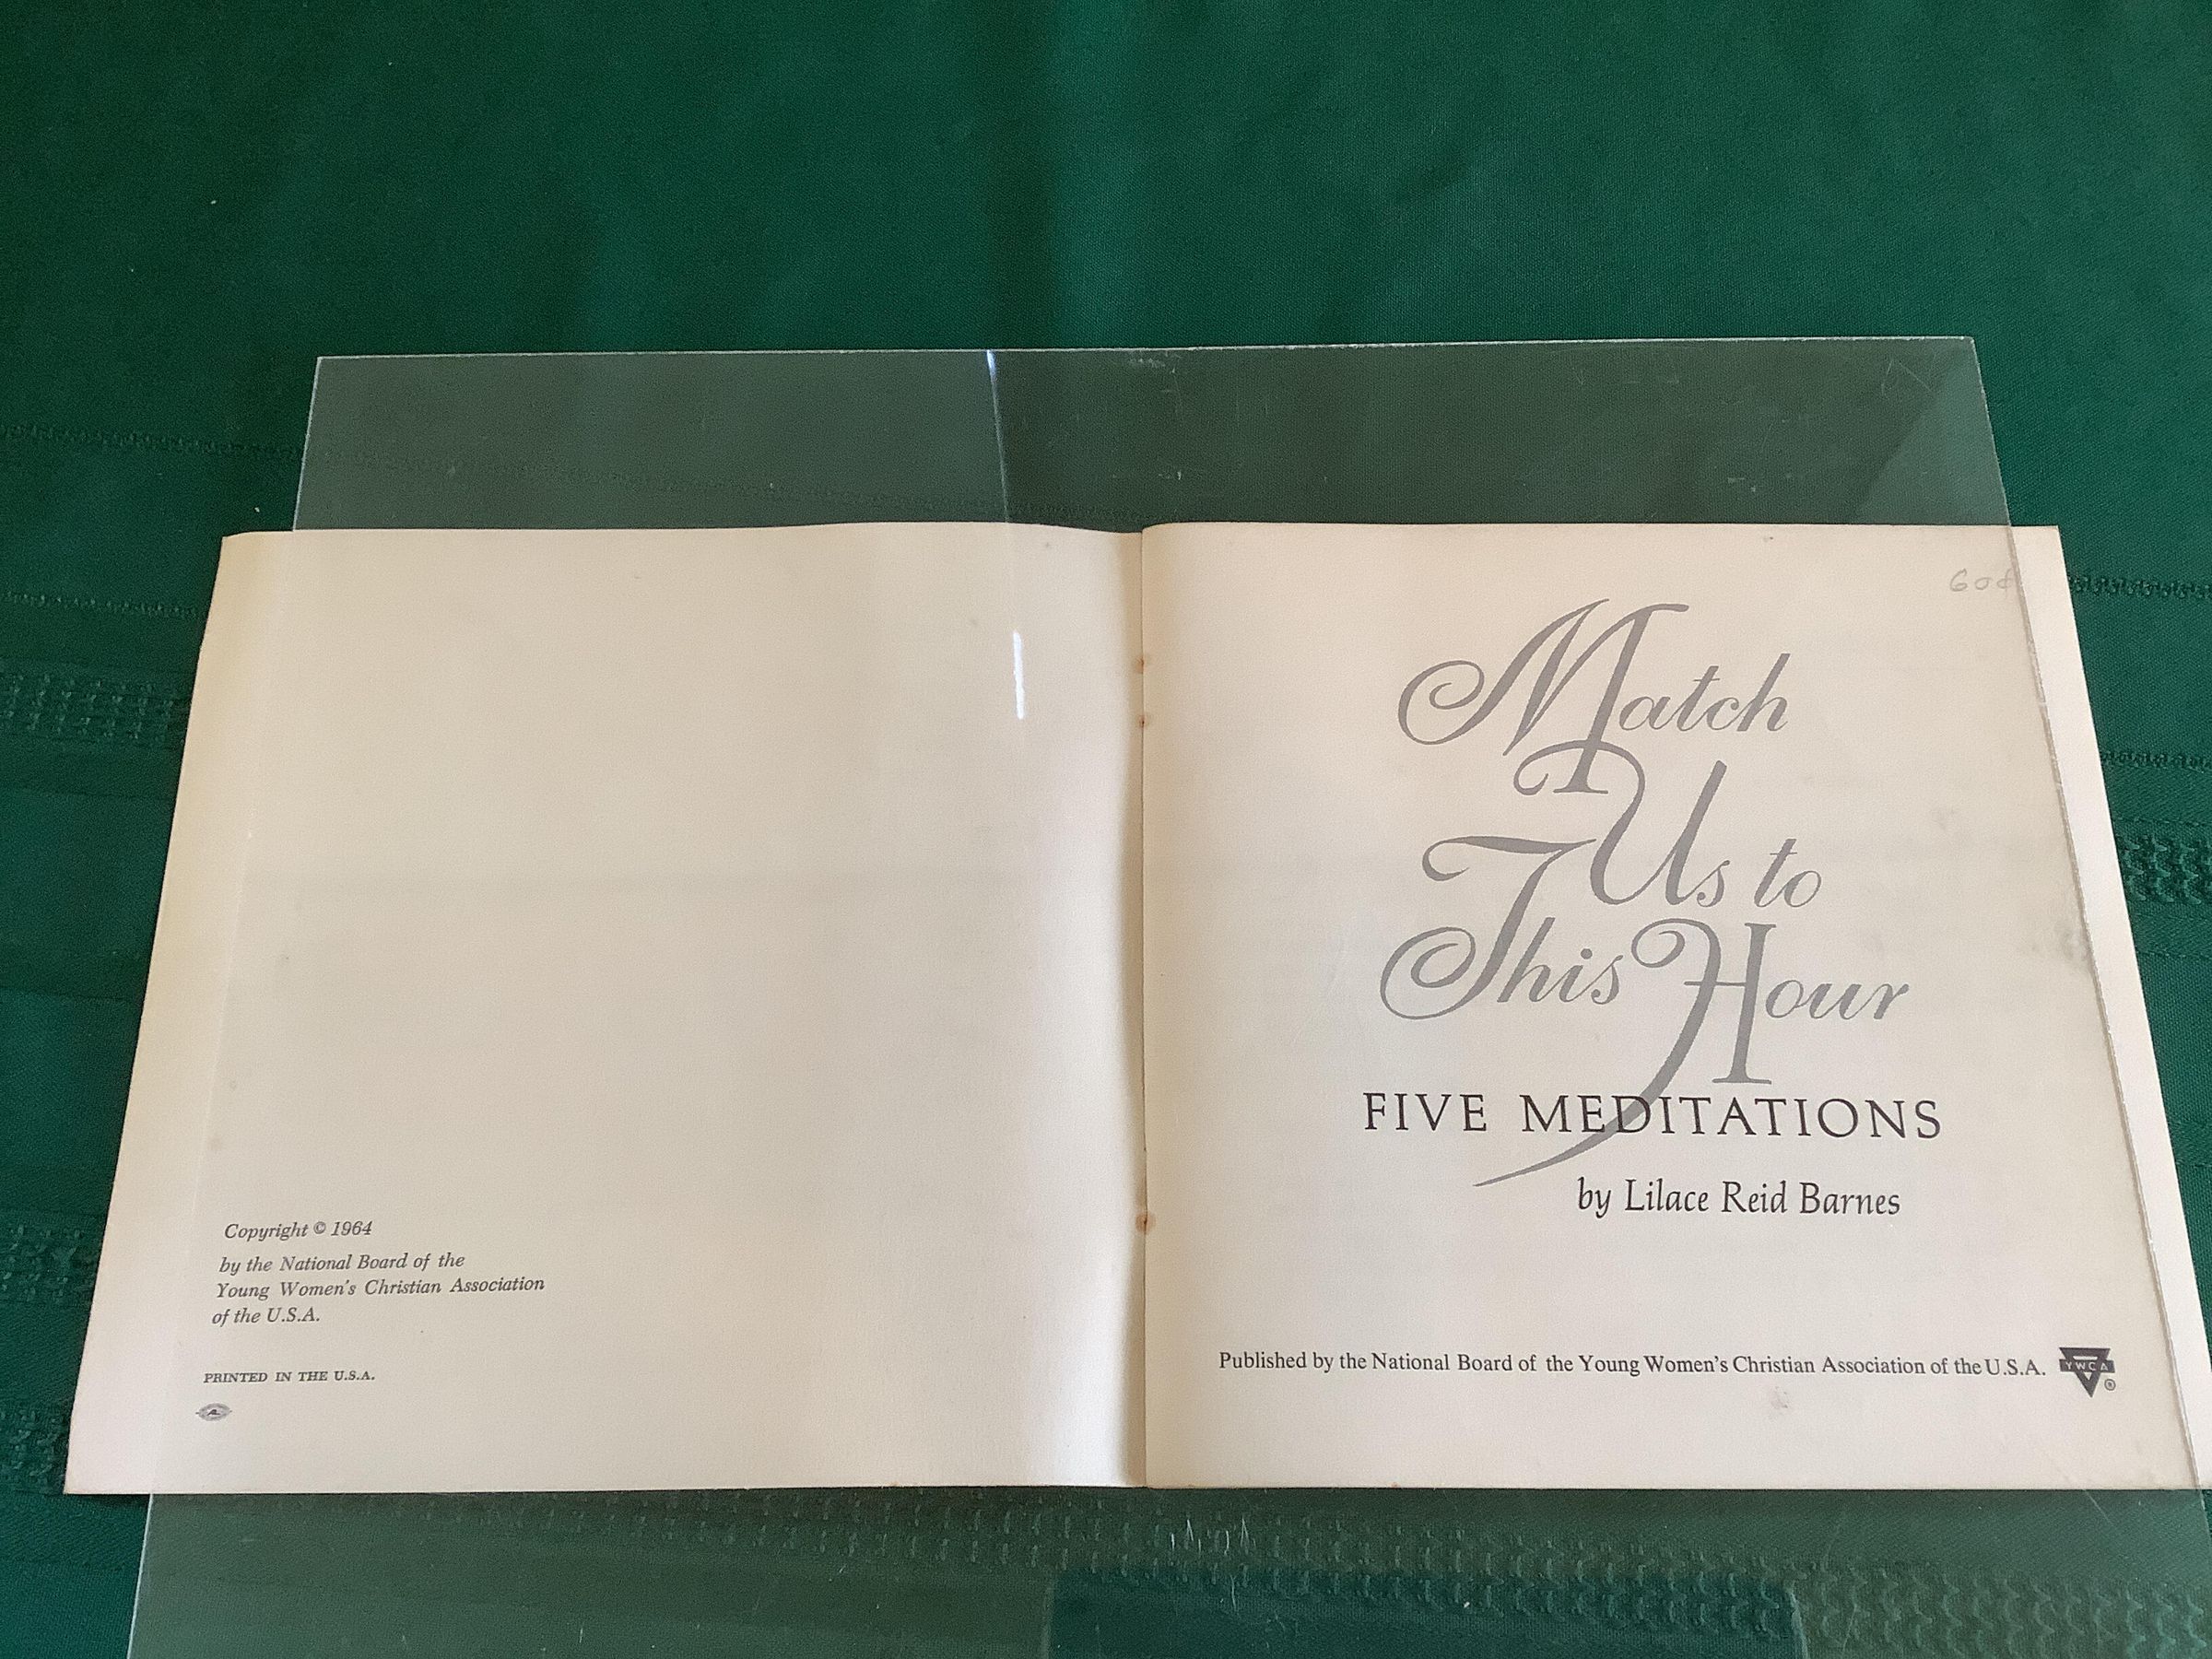 Copyright © 1964
by the National Board of the
Young Women's Christian Association
of the U.S.A.
PRINTED IN THE U.S.A.
60¢
Match
Us to
This Hour
FIVE MEDITATIONS
by Lilace Reid Barnes
Published by the National Board of the Young Women's Christian Association of the U.S.A.
YWCA
®